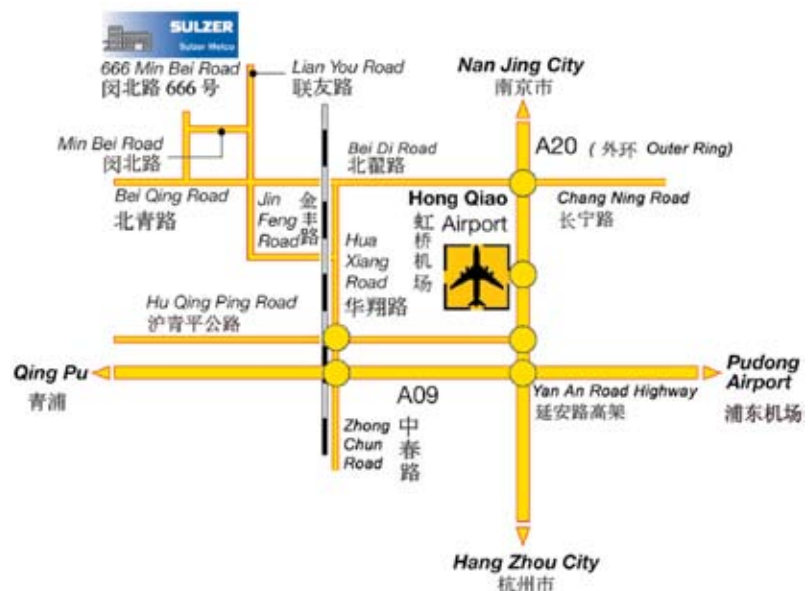 SULZER
Sulzer Metco
666 Min Bei Road
闵北路 666 号
Lian You Road
联友路
Nan Jing City
南京市
Min Bei Road
闵北路
Bei Di Road
北翟路
A20 ( 外环 Outer Ring)
Bei Qing Road
北青路
Jin
Feng
Road
金丰路
Hong Qiao
Airport
虹桥机场
Chang Ning Road
长宁路
Hua
Xiang
Road
华翔路
Hu Qing Ping Road
沪青平公路
Qing Pu
青浦
A09
Yan An Road Highway
延安路高架
Pudong
Airport
浦东机场
Zhong
Chun
Road
中春路
Hang Zhou City
杭州市